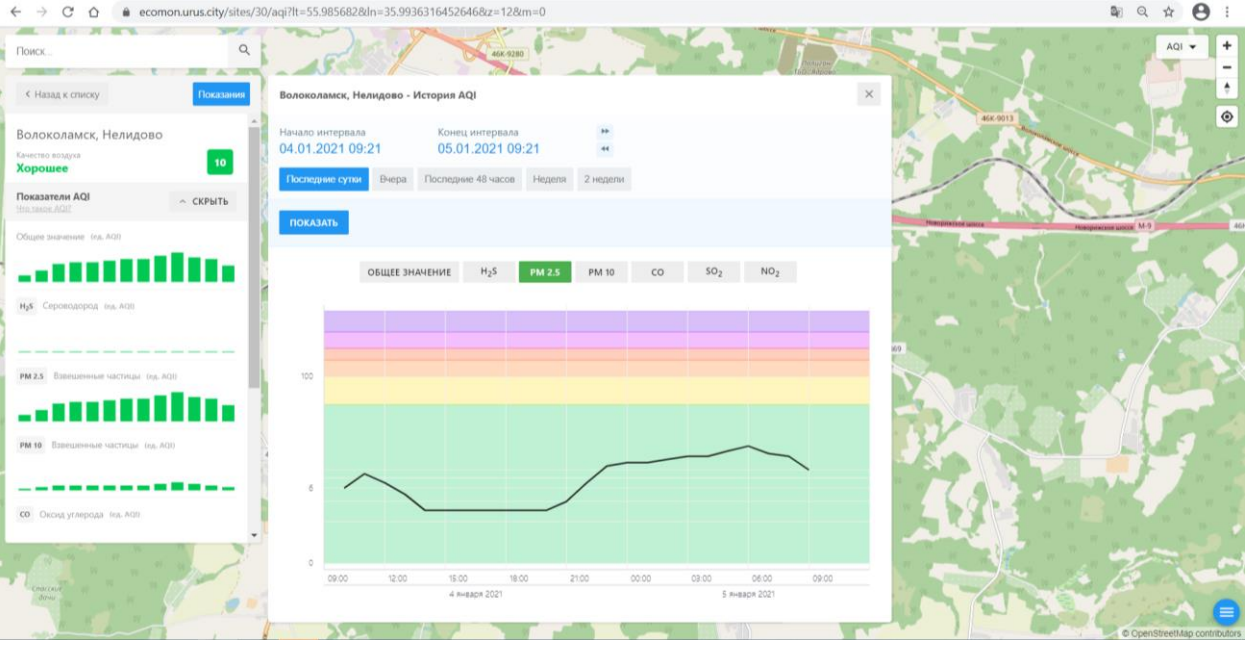 ecomon.urus.city/sites/30/aqi?lt=55.985682&ln=35.9936316452646&z=12&m=0
Поиск...
46К-9280
AQI
Назад к списку
Показания
Волоколамск, Нелидово - История AQI
Волоколамск, Нелидово
Качество воздуха
Хорошее
10
Начало интервала
Конец интервала
04.01.2021 09:21
05.01.2021 09:21
46К-9013
Волоколамское шоссе
Последние сутки
Вчера
Последние 48 часов
Неделя
2 недели
Показатели AQI
Что такое AQI?
СКРЫТЬ
ПОКАЗАТЬ
Новорижское шоссе
Новорижское шоссе
М-9
Общее значение (ед. AQI)
ОБЩЕЕ ЗНАЧЕНИЕ
H₂S
PM 2.5
PM 10
CO
SO₂
NO₂
H₂S Сероводород (ед. AQI)
PM 2.5 Взвешенные частицы (ед. AQI)
100
PM 10 Взвешенные частицы (ед. AQI)
6
CO Оксид углерода (ед. AQI)
0
09:00
12:00
15:00
18:00
21:00
00:00
03:00
06:00
09:00
4 января 2021
5 января 2021
© OpenStreetMap contributors